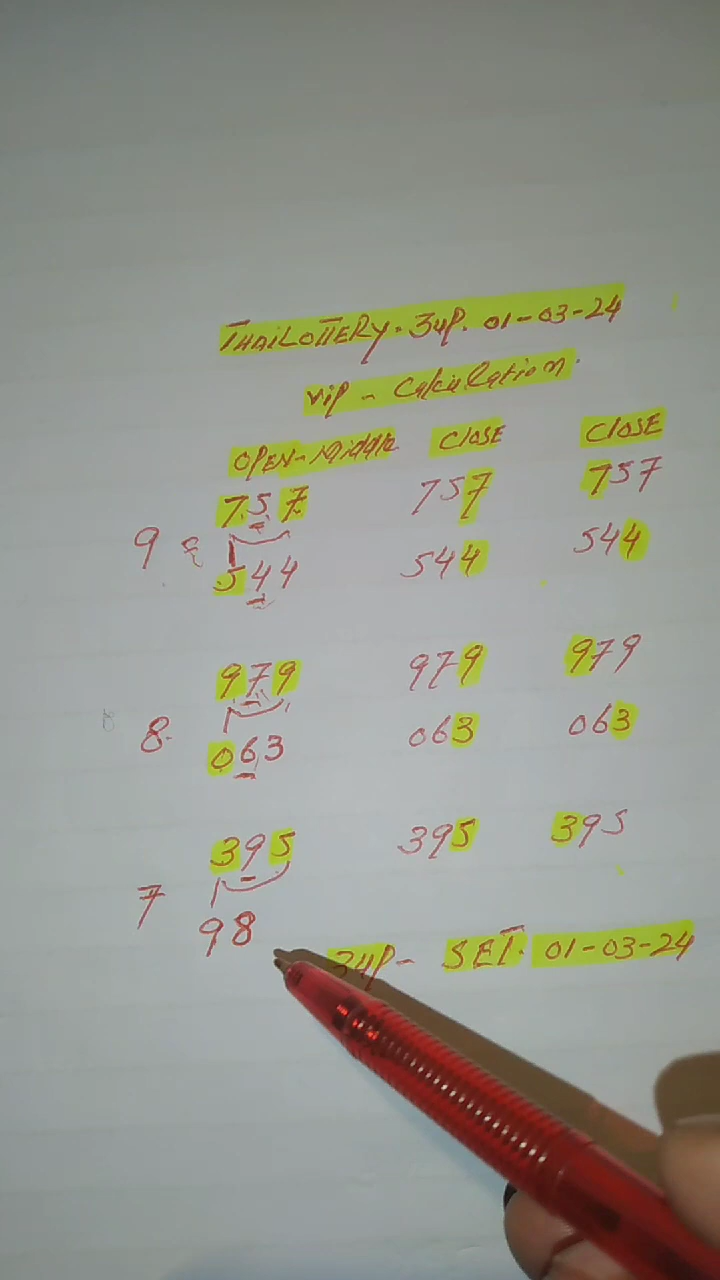 THAILOTTERY. 3UP. 01-03-24
VIP - Calculation.
OPEN-Middle CLOSE CLOSE
757 757 757
9
544 544 544
979 979 979
8.
063 063 063
395 395 395
7
98
3UP- SET. 01-03-24